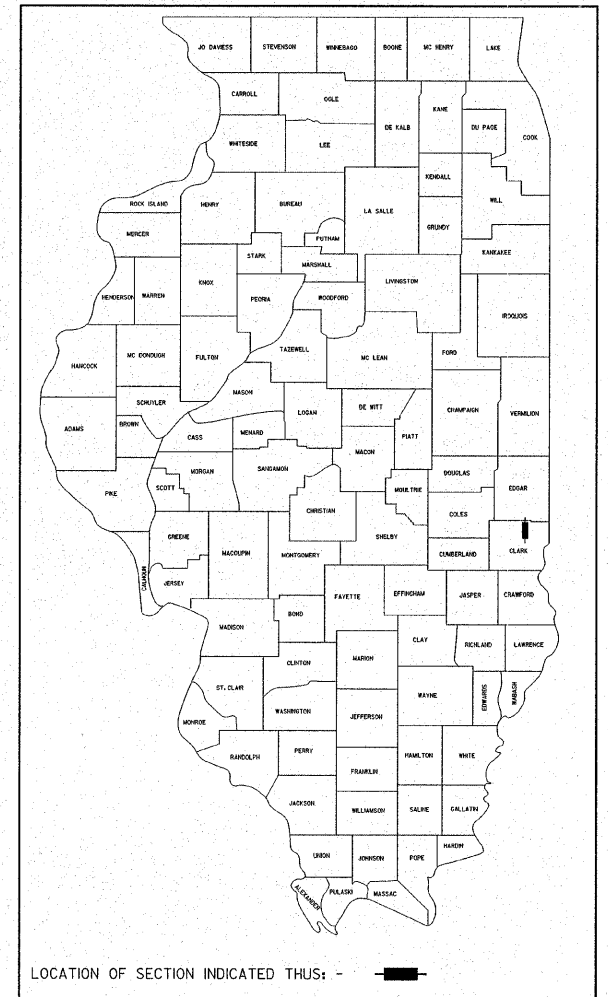 JO DAVIESS STEVENSON WINNEBAGO BOONE MC HENRY LAKE
CARROLL OGLE KANE
DE KALB DU PAGE COOK
WHITESIDE LEE
KENDALL
ROCK ISLAND HENRY BUREAU LA SALLE WILL
MERCER PUTNAM GRUNDY
STARK KANKAKEE
MARSHALL
HENDERSON WARREN KNOX PEORIA WOODFORD LIVINGSTON
IROQUOIS
HANCOCK MC DONOUGH FULTON TAZEWELL MC LEAN FORD
MASON
SCHUYLER LOGAN DE WITT CHAMPAIGN VERMILION
ADAMS BROWN
CASS MENARD PIATT
MACON
MORGAN SANGAMON DOUGLAS
PIKE SCOTT MOULTRIE EDGAR
CHRISTIAN COLES
GREENE MACOUPIN SHELBY
MONTGOMERY CUMBERLAND CLARK
CALHOUN JERSEY
FAYETTE EFFINGHAM JASPER CRAWFORD
BOND
MADISON
CLAY RICHLAND LAWRENCE
CLINTON MARION
ST. CLAIR WAYNE EDWARDS WABASH
WASHINGTON JEFFERSON
MONROE
RANDOLPH PERRY HAMILTON WHITE
FRANKLIN
JACKSON WILLIAMSON SALINE GALLATIN
HARDIN
UNION JOHNSON POPE
ALEXANDER PULASKI MASSAC
LOCATION OF SECTION INDICATED THUS: -